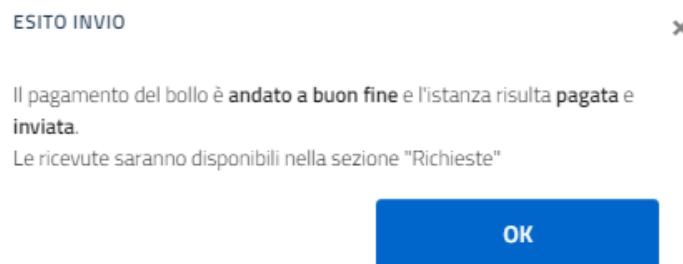 ESITO INVIO
Il pagamento del bollo è andato a buon fine e l'istanza risulta pagata e
inviata.
Le ricevute saranno disponibili nella sezione "Richieste"
OK